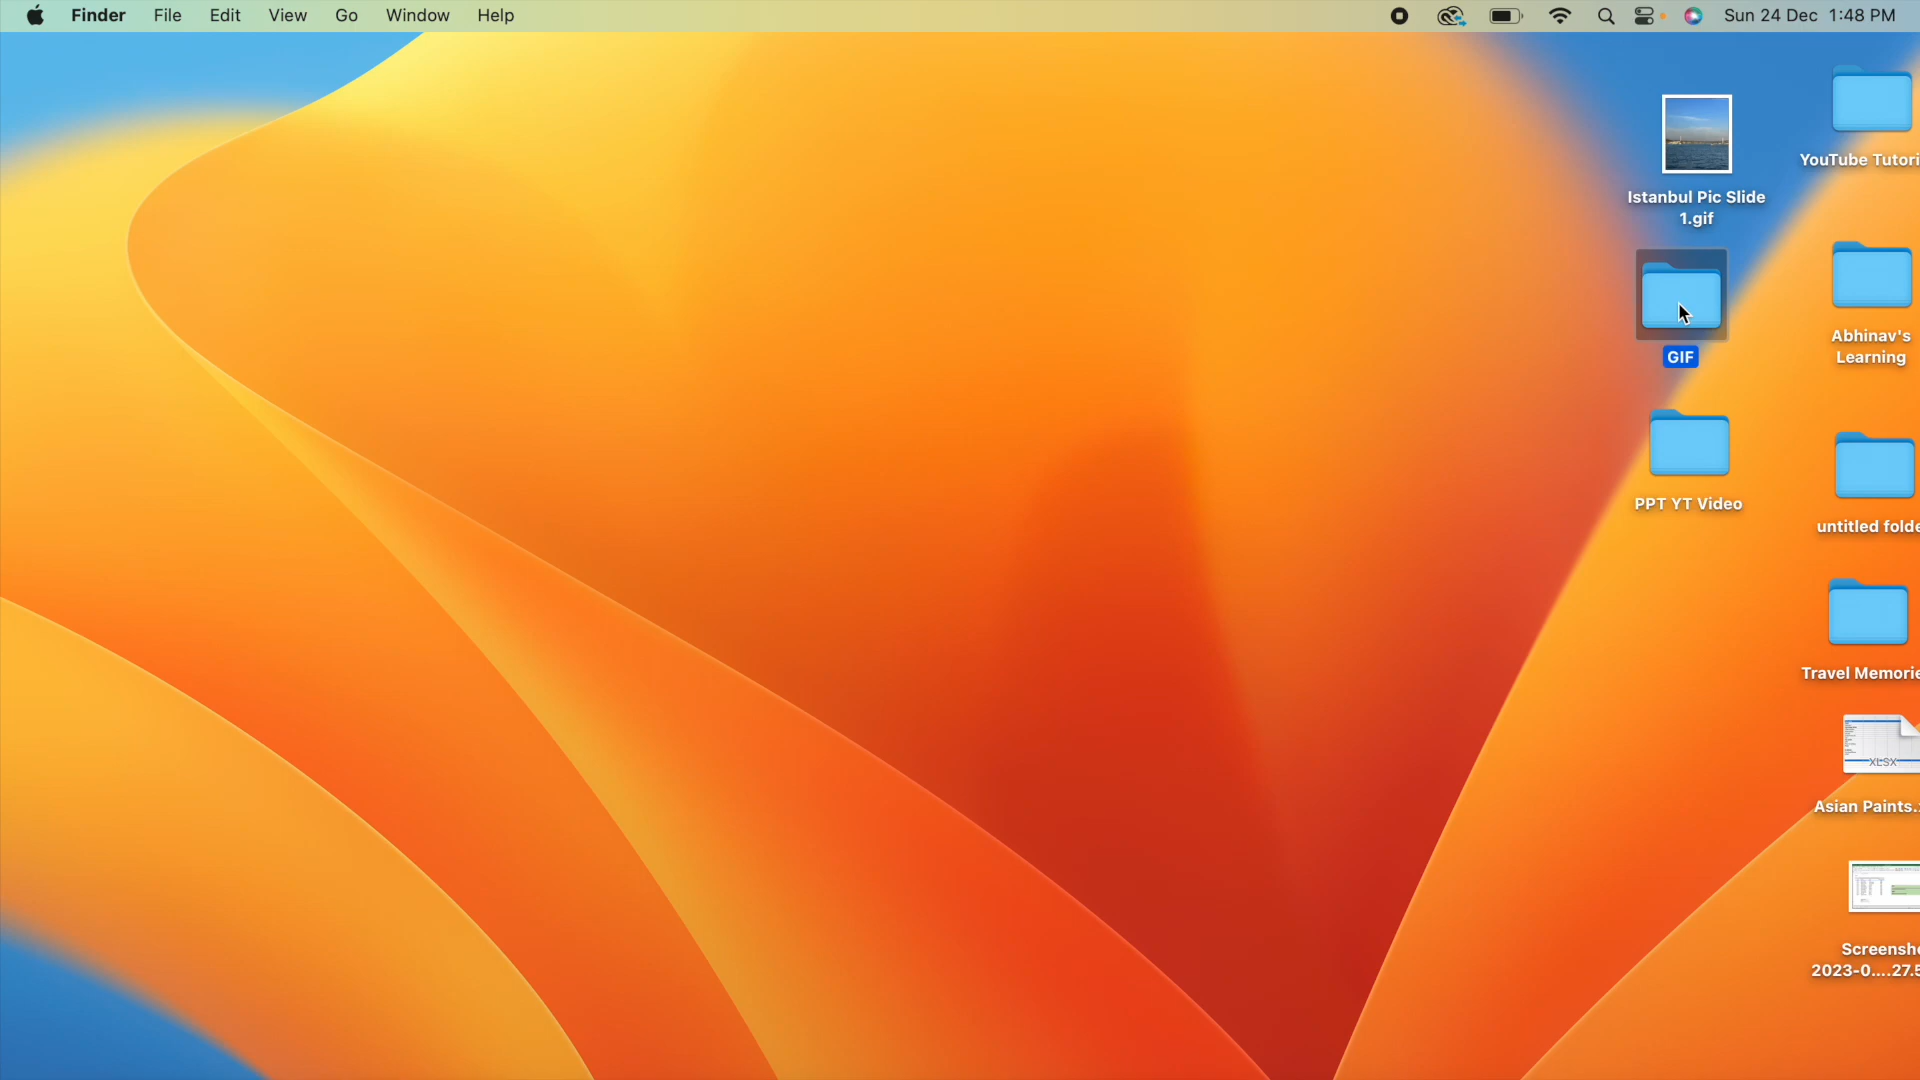 Finder File Edit View Go Window Help Sun 24 Dec 1:48 PM
Istanbul Pic Slide
1.gif
GIF
PPT YT Video
YouTube Tutori
Abhinav's
Learning
untitled folde
Travel Memorie
XLSX
Asian Paints.
Screensh
2023-0....27.5